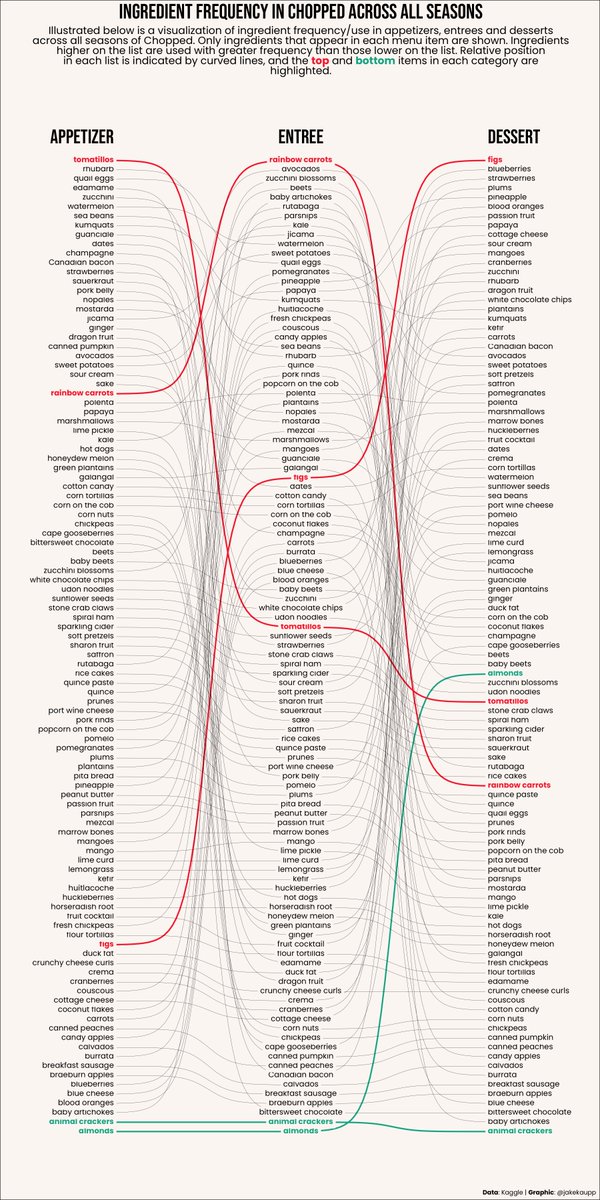 INGREDIENT FREQUENCY IN CHOPPED ACROSS ALL SEASONS
Illustrated below is a visualization of ingredient frequency/use in appetizers, entrees and desserts
across all seasons of Chopped. Only ingredients that appear in each menu item are shown. Ingredients
higher on the list are used with greater frequency than those lower on the list. Relative position
in each list is indicated by curved lines, and the top and bottom items in each category are
highlighted.
APPETIZER
tomatillos
rhubarb
quail eggs
edamame
zucchini
watermelon
sea beans
kumquats
guanciale
dates
champagne
Canadian bacon
strawberries
sauerkraut
pork belly
nopales
mostarda
jicama
ginger
dragon fruit
canned pumpkin
avocados
sweet potatoes
sour cream
sake
rainbow carrots
polenta
papaya
marshmallows
lime pickle
kale
hot dogs
honeydew melon
green plantains
galangal
cotton candy
corn tortillas
corn on the cob
corn nuts
chickpeas
cape gooseberries
bittersweet chocolate
beets
baby beets
zucchini blossoms
white chocolate chips
udon noodles
sunflower seeds
stone crab claws
spiral ham
sparkling cider
soft pretzels
sharon fruit
saffron
rutabaga
rice cakes
quince paste
quince
prunes
port wine cheese
pork rinds
popcorn on the cob
pomelo
pomegranates
plums
plantains
pita bread
pineapple
peanut butter
passion fruit
parsnips
mezcal
marrow bones
mangoes
mango
lime curd
lemongrass
kefir
huitlacoche
huckleberries
horseradish root
fruit cocktail
fresh chickpeas
flour tortillas
figs
duck fat
crunchy cheese curls
crema
cranberries
couscous
cottage cheese
coconut flakes
carrots
canned peaches
candy apples
calvados
burrata
breakfast sausage
braeburn apples
blueberries
blue cheese
blood oranges
baby artichokes
animal crackers
almonds
ENTREE
rainbow carrots
avocados
zucchini blossoms
beets
baby artichokes
rutabaga
parsnips
kale
jicama
watermelon
sweet potatoes
quail eggs
pomegranates
pineapple
papaya
kumquats
huitlacoche
fresh chickpeas
couscous
candy apples
sea beans
rhubarb
quince
pork rinds
popcorn on the cob
polenta
plantains
nopales
mostarda
mezcal
marshmallows
mangoes
guanciale
galangal
figs
dates
cotton candy
corn tortillas
corn on the cob
coconut flakes
champagne
carrots
burrata
blueberries
blue cheese
blood oranges
baby beets
zucchini
white chocolate chips
udon noodles
tomatillos
sunflower seeds
strawberries
stone crab claws
spiral ham
sparkling cider
sour cream
soft pretzels
sharon fruit
sauerkraut
sake
saffron
rice cakes
quince paste
prunes
port wine cheese
pork belly
pomelo
plums
pita bread
peanut butter
passion fruit
marrow bones
mango
lime pickle
lime curd
lemongrass
kefir
huckleberries
hot dogs
horseradish root
honeydew melon
green plantains
ginger
fruit cocktail
flour tortillas
edamame
duck fat
dragon fruit
crunchy cheese curls
crema
cranberries
cottage cheese
corn nuts
chickpeas
cape gooseberries
canned pumpkin
canned peaches
Canadian bacon
calvados
breakfast sausage
braeburn apples
bittersweet chocolate
animal crackers
almonds
DESSERT
figs
blueberries
strawberries
plums
pineapple
blood oranges
passion fruit
papaya
cottage cheese
sour cream
mangoes
cranberries
zucchini
rhubarb
dragon fruit
white chocolate chips
plantains
kumquats
kefir
carrots
Canadian bacon
avocados
sweet potatoes
soft pretzels
saffron
pomegranates
polenta
marshmallows
marrow bones
huckleberries
fruit cocktail
dates
crema
corn tortillas
watermelon
sunflower seeds
sea beans
port wine cheese
pomelo
nopales
mezcal
lime curd
lemongrass
jicama
huitlacoche
guanciale
green plantains
ginger
duck fat
corn on the cob
coconut flakes
champagne
cape gooseberries
beets
baby beets
almonds
zucchini blossoms
udon noodles
tomatillos
stone crab claws
spiral ham
sparkling cider
sharon fruit
sauerkraut
sake
rutabaga
rice cakes
rainbow carrots
quince paste
quince
quail eggs
prunes
pork rinds
pork belly
popcorn on the cob
pita bread
peanut butter
parsnips
mostarda
mango
lime pickle
kale
hot dogs
horseradish root
honeydew melon
galangal
fresh chickpeas
flour tortillas
edamame
crunchy cheese curls
couscous
cotton candy
corn nuts
chickpeas
canned pumpkin
canned peaches
candy apples
calvados
burrata
breakfast sausage
braeburn apples
blue cheese
bittersweet chocolate
baby artichokes
animal crackers
Data: Kaggle | Graphic: @jakekaupp